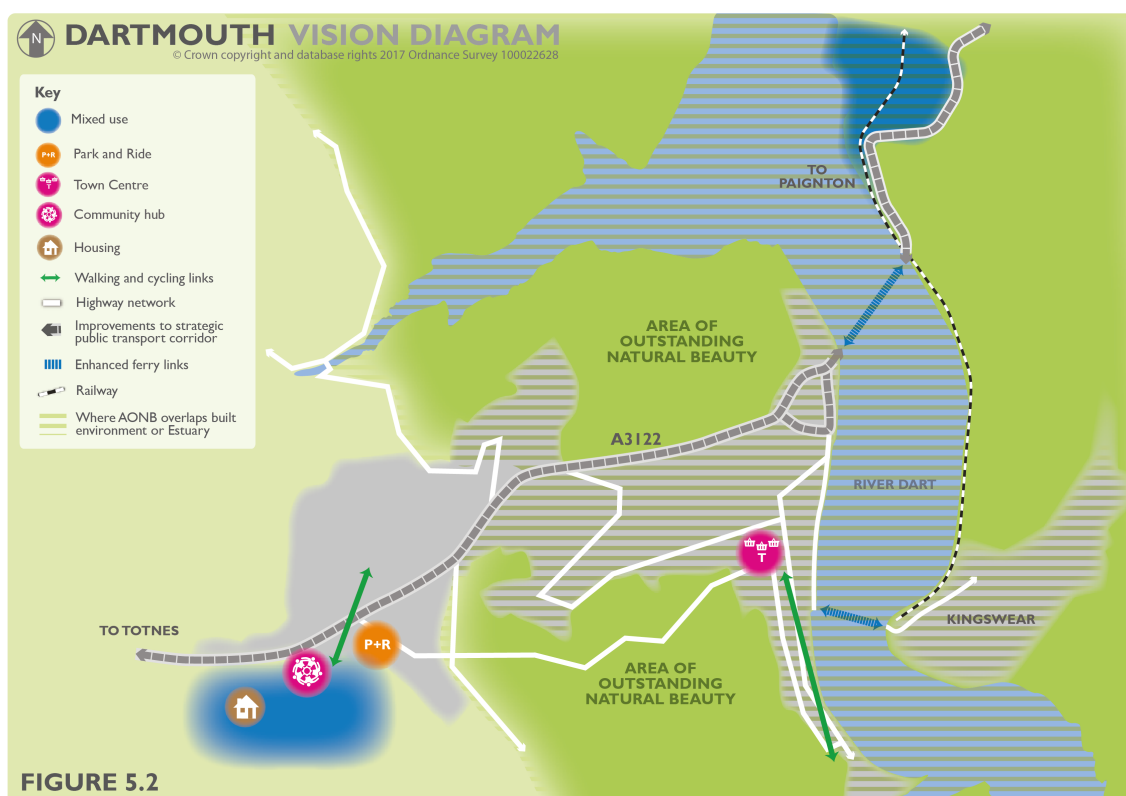 N
DARTMOUTH VISION DIAGRAM
© Crown copyright and database rights 2017 Ordnance Survey 100022628
Key
Mixed use
P+R
Park and Ride
T
Town Centre
Community hub
Housing
Walking and cycling links
Highway network
Improvements to strategic
public transport corridor
Enhanced ferry links
Railway
Where AONB overlaps built
environment or Estuary
TO
PAIGNTON
AREA OF
OUTSTANDING
NATURAL BEAUTY
A3122
RIVER DART
T
KINGSWEAR
TO TOTNES
P+R
AREA OF
OUTSTANDING
NATURAL BEAUTY
FIGURE 5.2